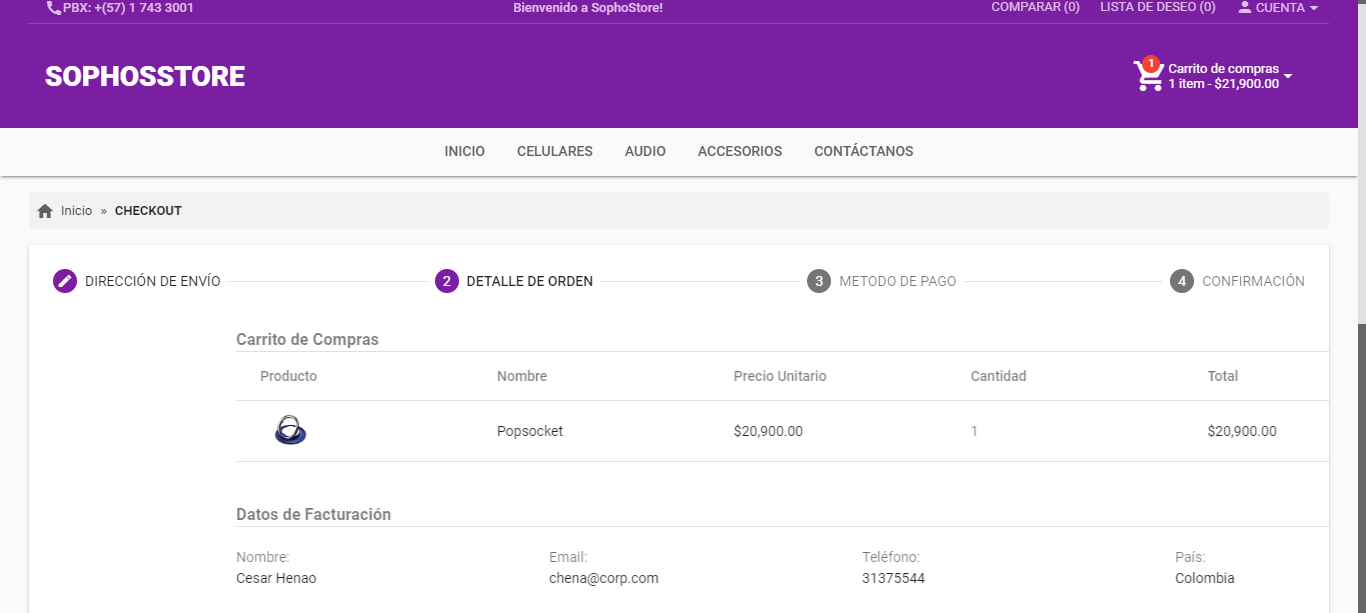 PBX: +(57) 1 743 3001
Bienvenido a SophoStore!
COMPARAR (0) LISTA DE DESEO (0) CUENTA
SOPHOSSTORE
1
Carrito de compras
1 item - $21,900.00
INICIO CELULARES AUDIO ACCESORIOS CONTÁCTANOS
Inicio » CHECKOUT
DIRECCIÓN DE ENVÍO 2 DETALLE DE ORDEN 3 METODO DE PAGO 4 CONFIRMACIÓN
Carrito de Compras
Producto Nombre Precio Unitario Cantidad Total
Popsocket $20,900.00 1 $20,900.00
Datos de Facturación
Nombre: Email: Teléfono: País:
Cesar Henao chena@corp.com 31375544 Colombia